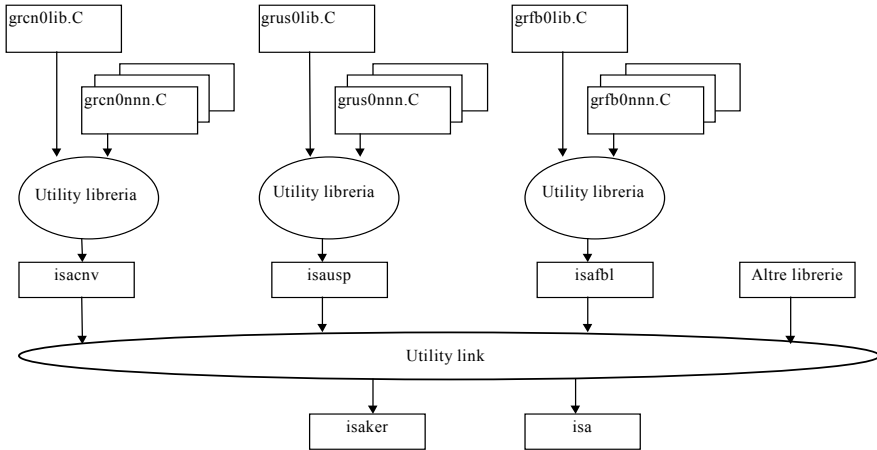 grcn0lib.C
grus0lib.C
grfb0lib.C
grcn0nnn.C
grus0nnn.C
grfb0nnn.C
Utility libreria
Utility libreria
Utility libreria
isacnv
isausp
isafbl
Altre librerie
Utility link
isaker
isa